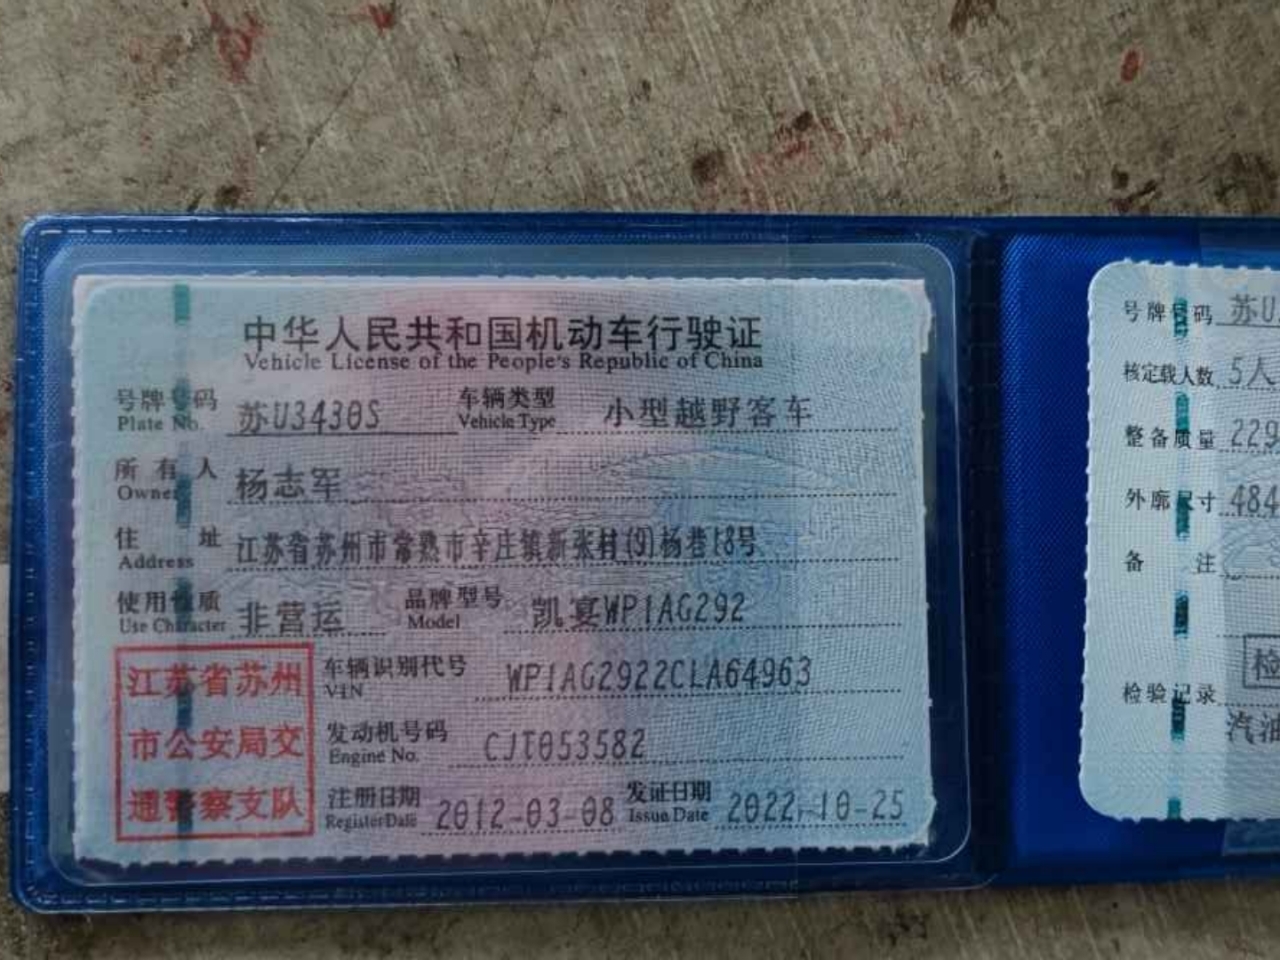 中华人民共和国机动车行驶证
Vehicle License of the People's Republic of China
号牌号码 苏U3430S 车辆类型 小型越野客车
Plate No. Vehicle Type
所有人 杨志军
Owner
住址 江苏省苏州市常熟市辛庄镇新张村(9)杨巷18号
Address
使用性质 非营运 品牌型号 凯宴WP1AG292
Use Character Model
江苏省苏州
市公安局交
通警察支队
车辆识别代号 WP1AG2922CLA64963
VIN
发动机号码 CJT053582
Engine No.
注册日期 2012-03-08 发证日期 2022-10-25
Register Date Issue Date
号牌号码 苏U
核定载人数 5人
整备质量 229
外廓尺寸 484
备注
检
检验记录
汽油